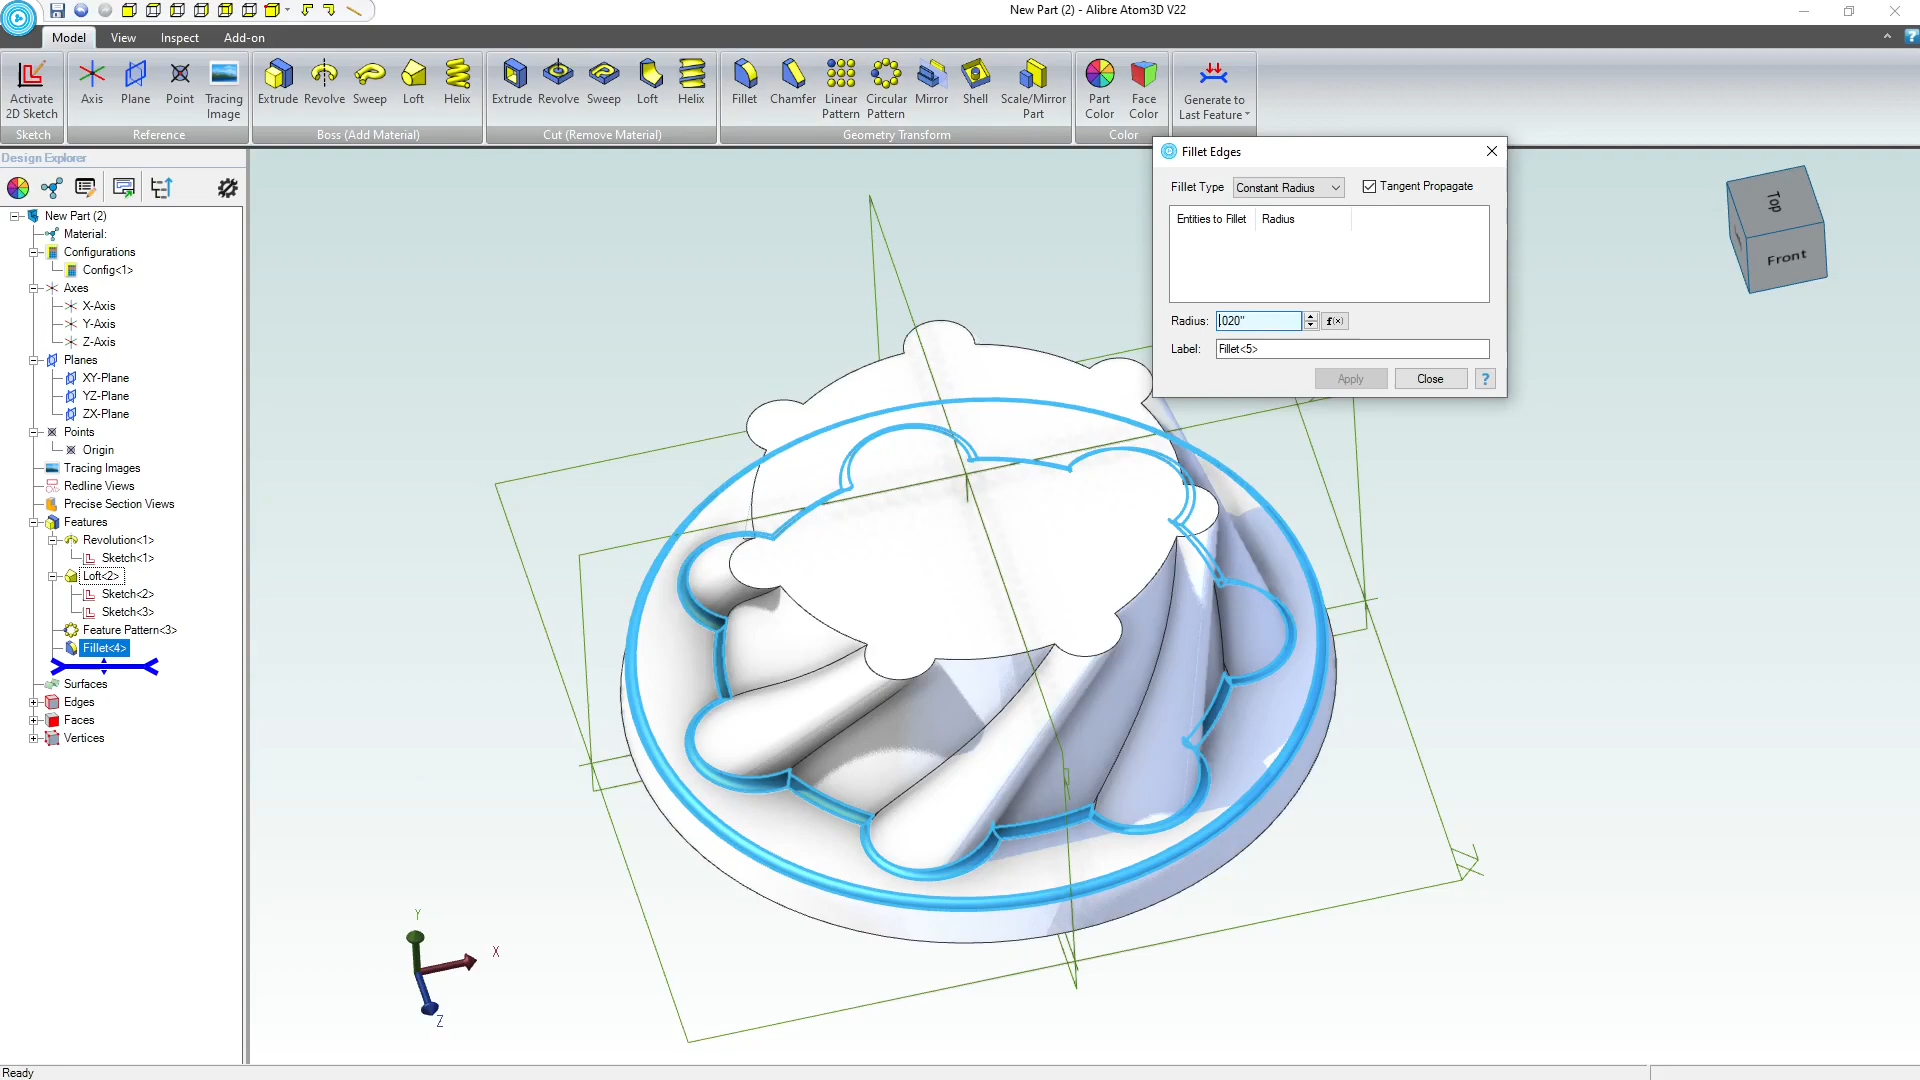 New Part (2) - Alibre Atom3D V22
Model View Inspect Add-on
Activate 2D Sketch
Axis Plane Point Tracing Image
Extrude Revolve Sweep Loft Helix
Extrude Revolve Sweep Loft Helix
Fillet Chamfer Linear Pattern Circular Pattern Mirror Shell Scale/Mirror Part
Part Color Face Color
Generate to Last Feature
Sketch Reference Boss (Add Material) Cut (Remove Material) Geometry Transform Color
Design Explorer
New Part (2)
Material:
Configurations
Config<1>
Axes
X-Axis
Y-Axis
Z-Axis
Planes
XY-Plane
YZ-Plane
ZX-Plane
Points
Origin
Tracing Images
Redline Views
Precise Section Views
Features
Revolution<1>
Sketch<1>
Loft<2>
Sketch<2>
Sketch<3>
Feature Pattern<3>
Fillet<4>
Surfaces
Edges
Faces
Vertices
Fillet Edges
Fillet Type Constant Radius Tangent Propagate
Entities to Fillet Radius
Radius: .020" f(x)
Label: Fillet<5>
Apply Close ?
Top
Front
Y
X
Z
Ready